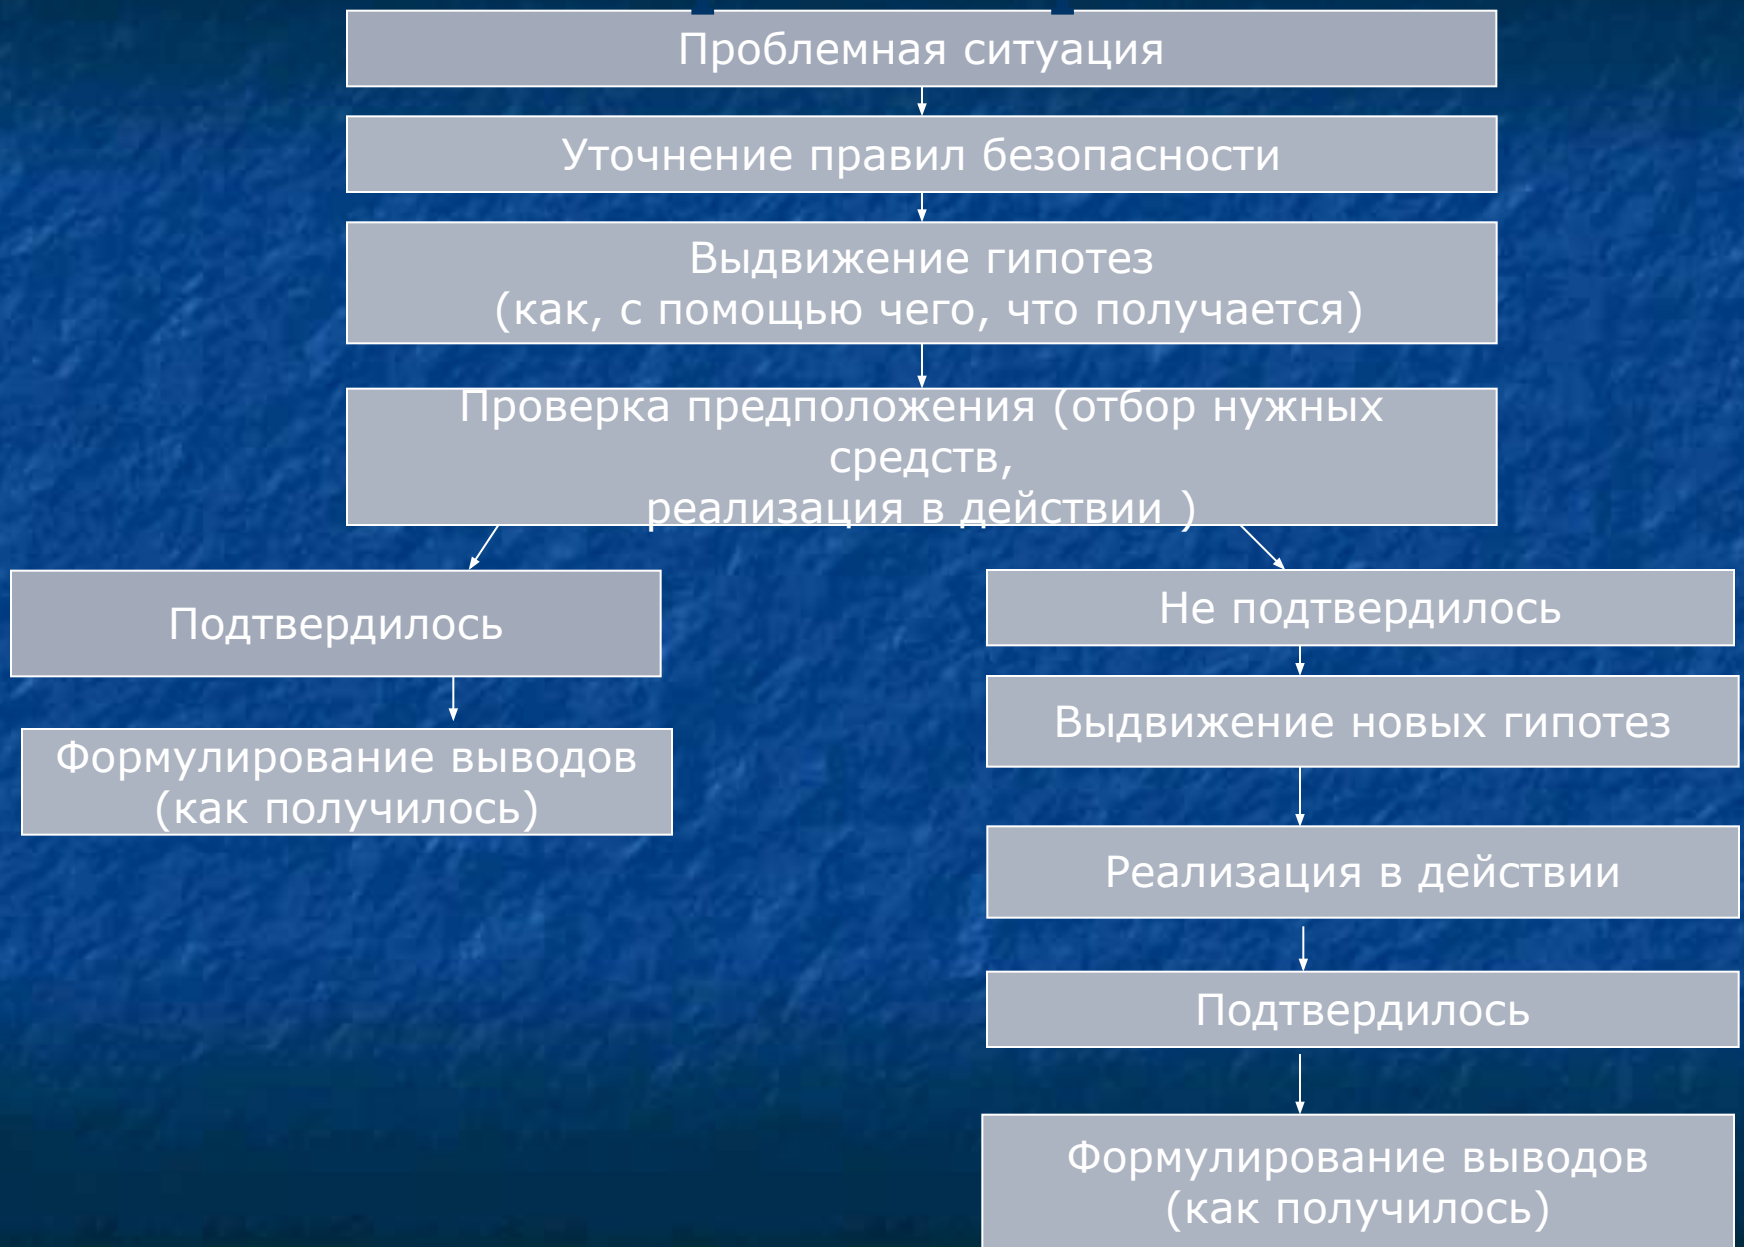 Проблемная ситуация
Уточнение правил безопасности
Выдвижение гипотез
(как, с помощью чего, что получается)
Проверка предположения (отбор нужных
средств,
реализация в действии )
Подтвердилось
Формулирование выводов
(как получилось)
Не подтвердилось
Выдвижение новых гипотез
Реализация в действии
Подтвердилось
Формулирование выводов
(как получилось)